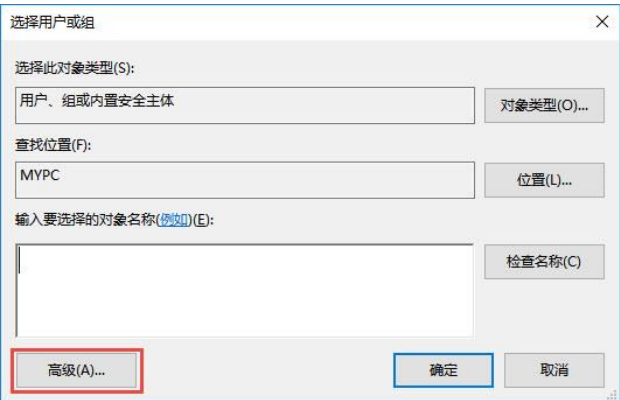 选择用户或组
选择此对象类型(S):
用户、组或内置安全主体
对象类型(O)...
查找位置(F):
MYPC
位置(L)...
输入要选择的对象名称(例如)(E):
检查名称(C)
高级(A)...
确定
取消